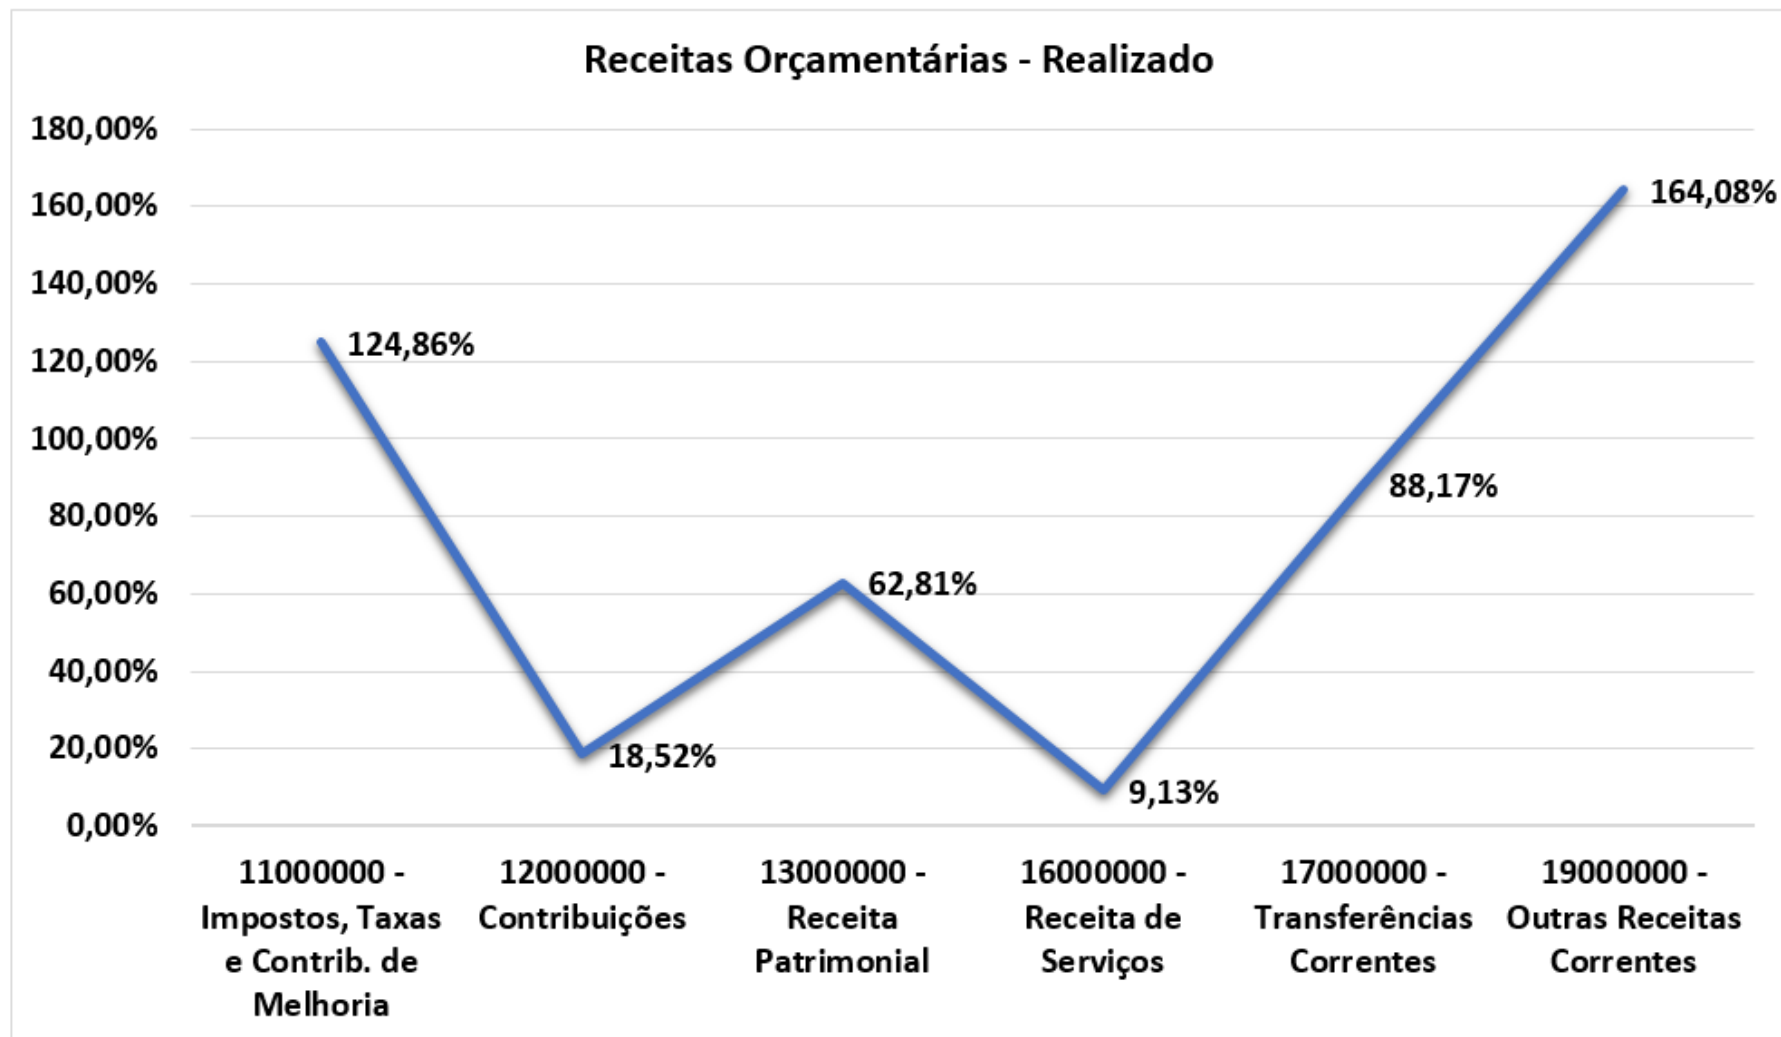 Receitas Orçamentárias - Realizado
180,00%
160,00%
140,00%
120,00%
100,00%
80,00%
60,00%
40,00%
20,00%
0,00%
124,86%
18,52%
62,81%
9,13%
88,17%
164,08%
11000000 -
Impostos, Taxas
e Contrib. de
Melhoria
12000000 -
Contribuições
13000000 -
Receita
Patrimonial
16000000 -
Receita de
Serviços
17000000 -
Transferências
Correntes
19000000 -
Outras Receitas
Correntes